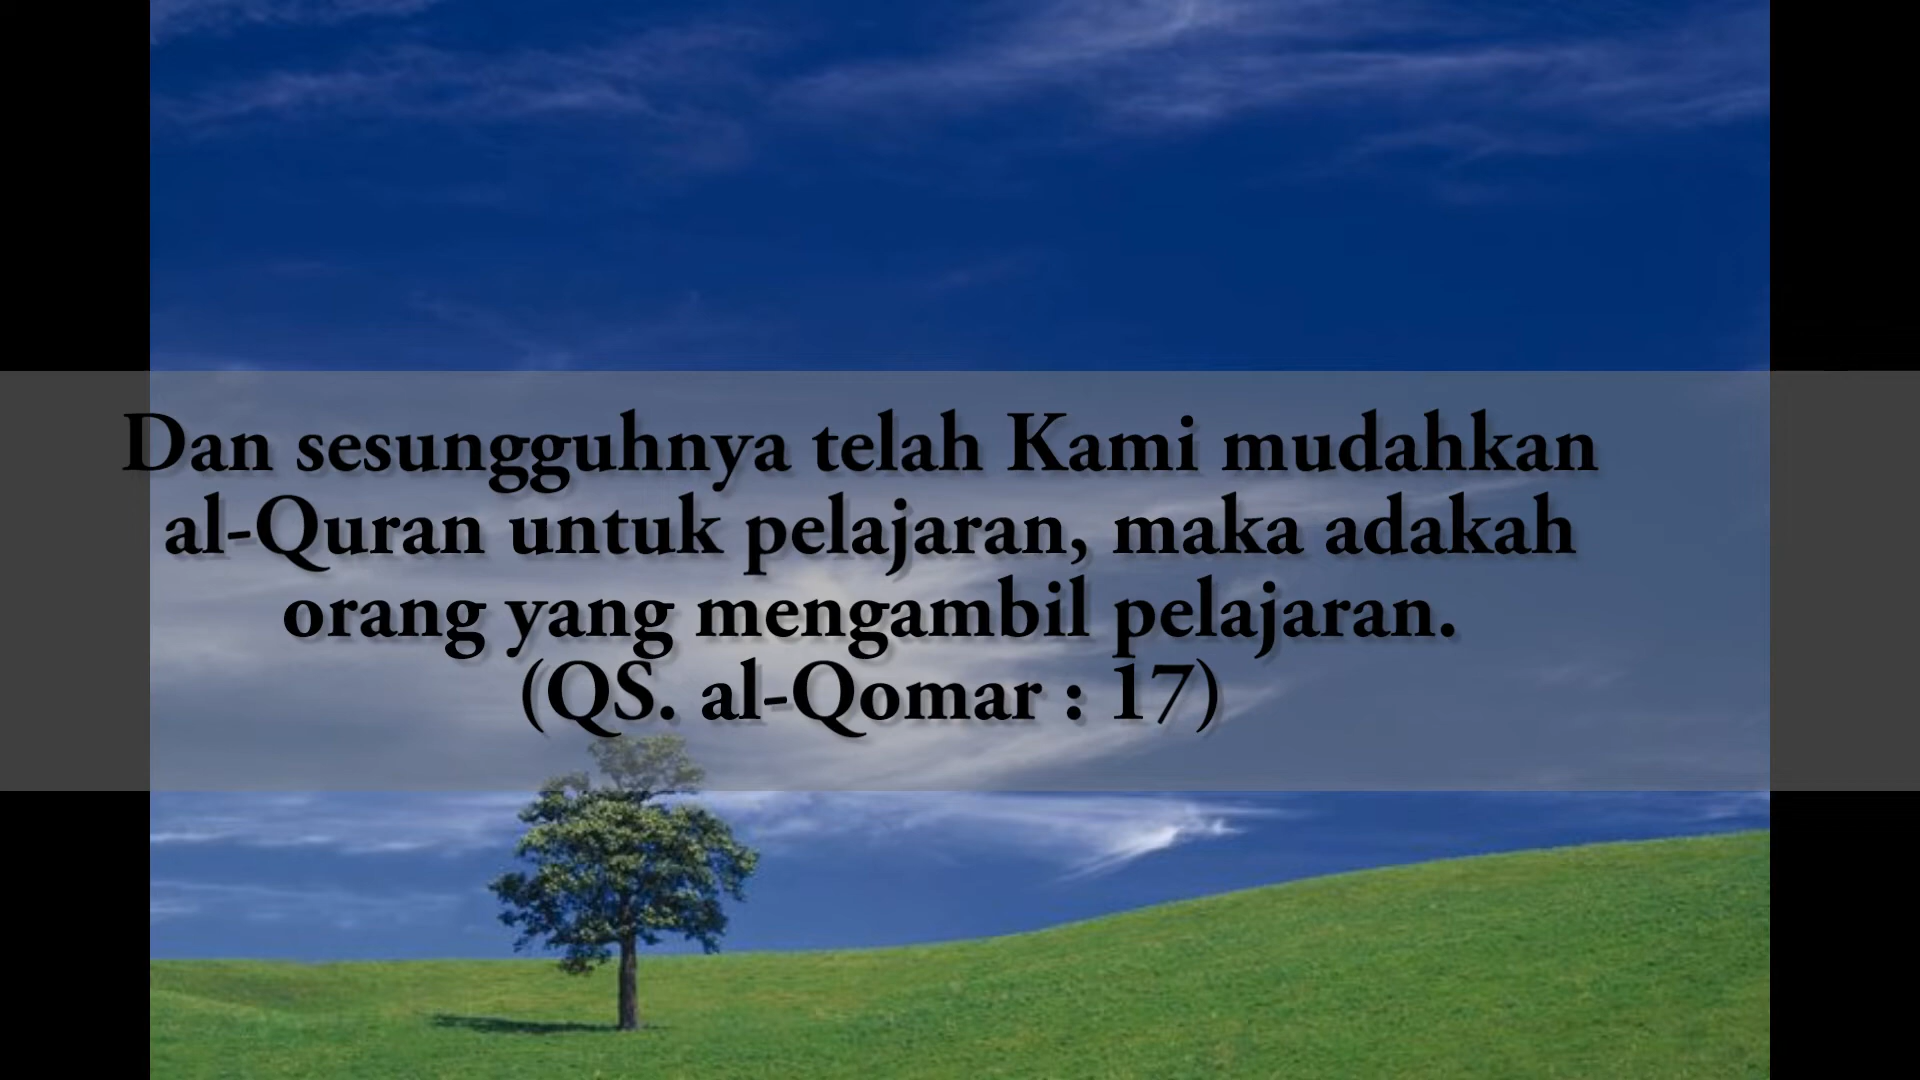 Dan sesungguhnya telah Kami mudahkan
al-Quran untuk pelajaran, maka adakah
orang yang mengambil pelajaran.
(QS. al-Qomar : 17)